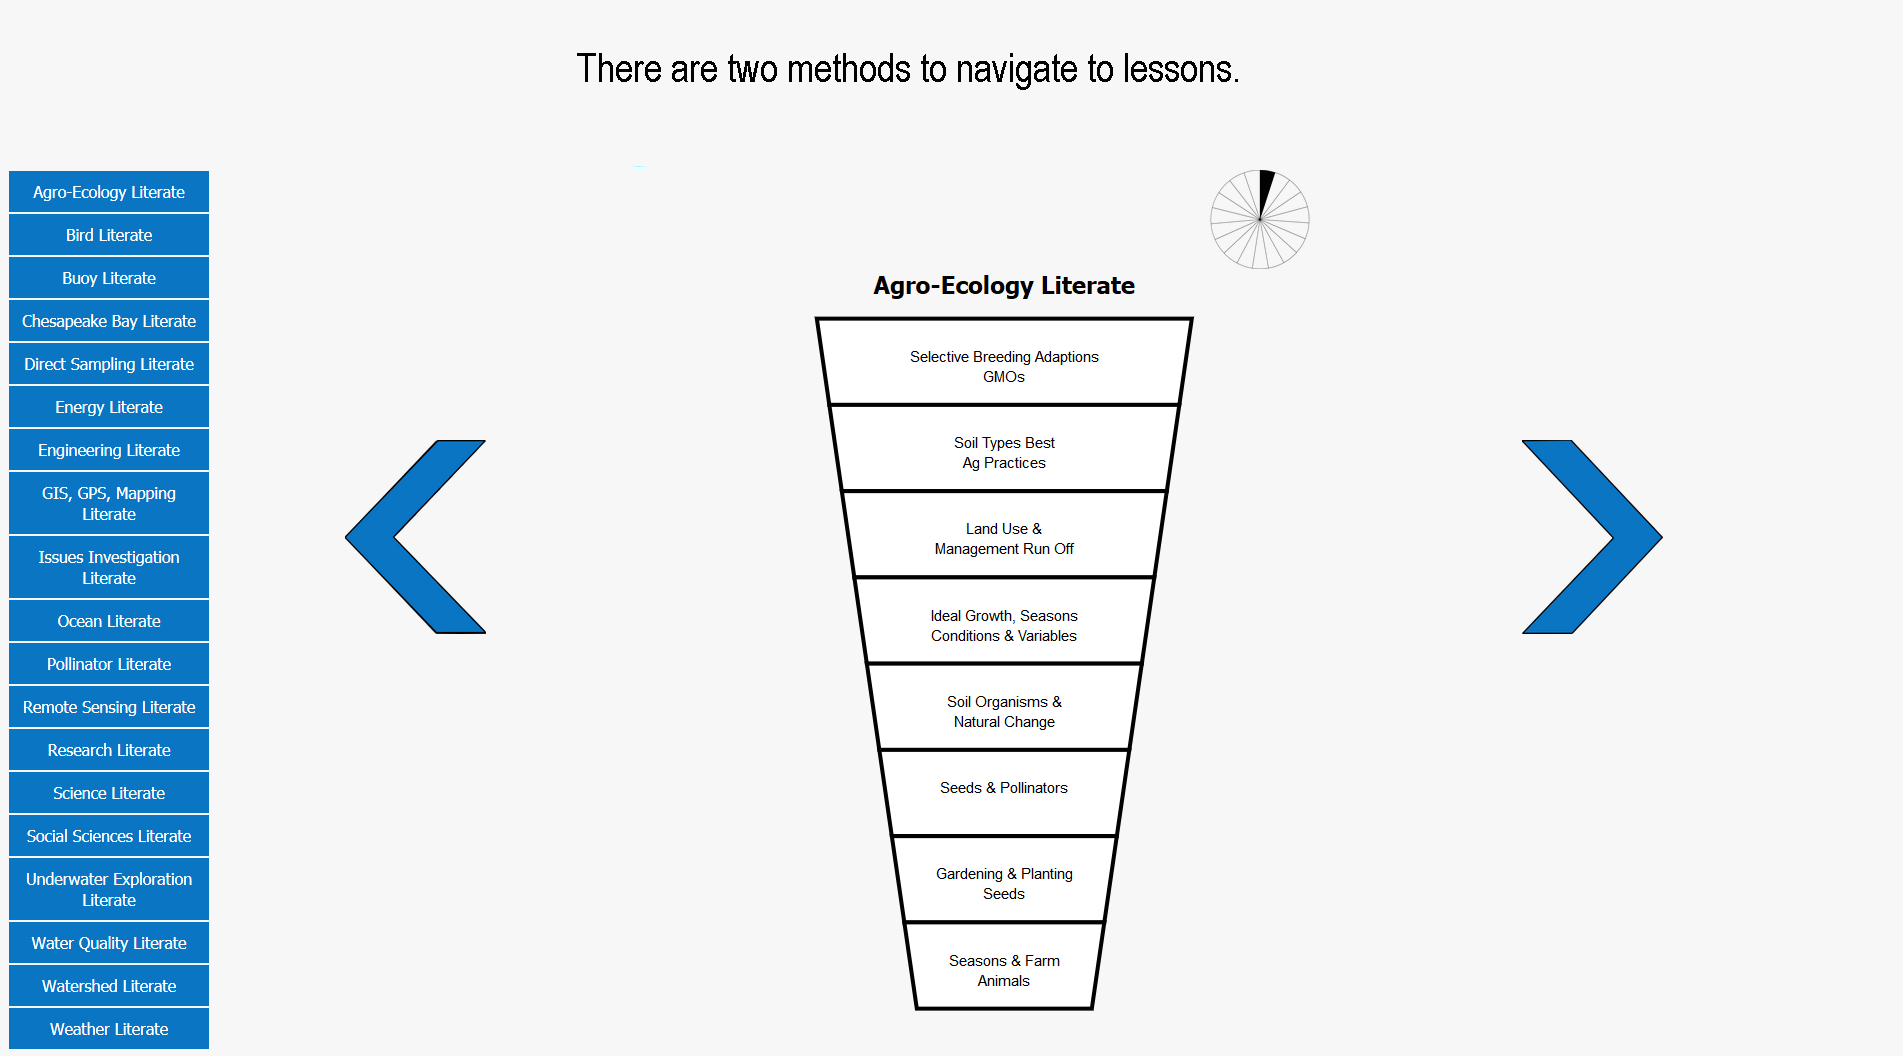 There are two methods to navigate to lessons.
Agro-Ecology Literate
Bird Literate
Buoy Literate
Chesapeake Bay Literate
Direct Sampling Literate
Energy Literate
Engineering Literate
GIS, GPS, Mapping
Literate
Issues Investigation
Literate
Ocean Literate
Pollinator Literate
Remote Sensing Literate
Research Literate
Science Literate
Social Sciences Literate
Underwater Exploration
Literate
Water Quality Literate
Watershed Literate
Weather Literate
Agro-Ecology Literate
Selective Breeding Adaptions
GMOs
Soil Types Best
Ag Practices
Land Use &
Management Run Off
Ideal Growth, Seasons
Conditions & Variables
Soil Organisms &
Natural Change
Seeds & Pollinators
Gardening & Planting
Seeds
Seasons & Farm
Animals